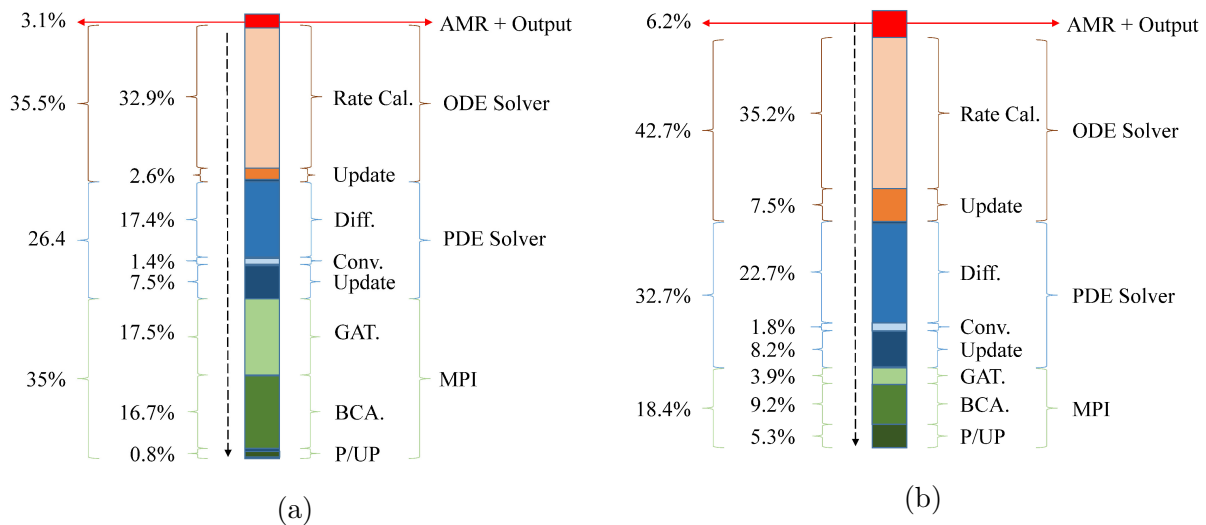 3.1%
AMR + Output
35.5%
32.9%
Rate Cal.
ODE Solver
2.6%
Update
17.4%
Diff.
26.4
PDE Solver
1.4%
Conv.
7.5%
Update
17.5%
GAT.
35%
MPI
16.7%
BCA.
0.8%
P/UP
(a)
6.2%
AMR + Output
35.2%
Rate Cal.
42.7%
ODE Solver
7.5%
Update
22.7%
Diff.
32.7%
PDE Solver
1.8%
Conv.
8.2%
Update
3.9%
GAT.
18.4%
9.2%
BCA.
MPI
5.3%
P/UP
(b)